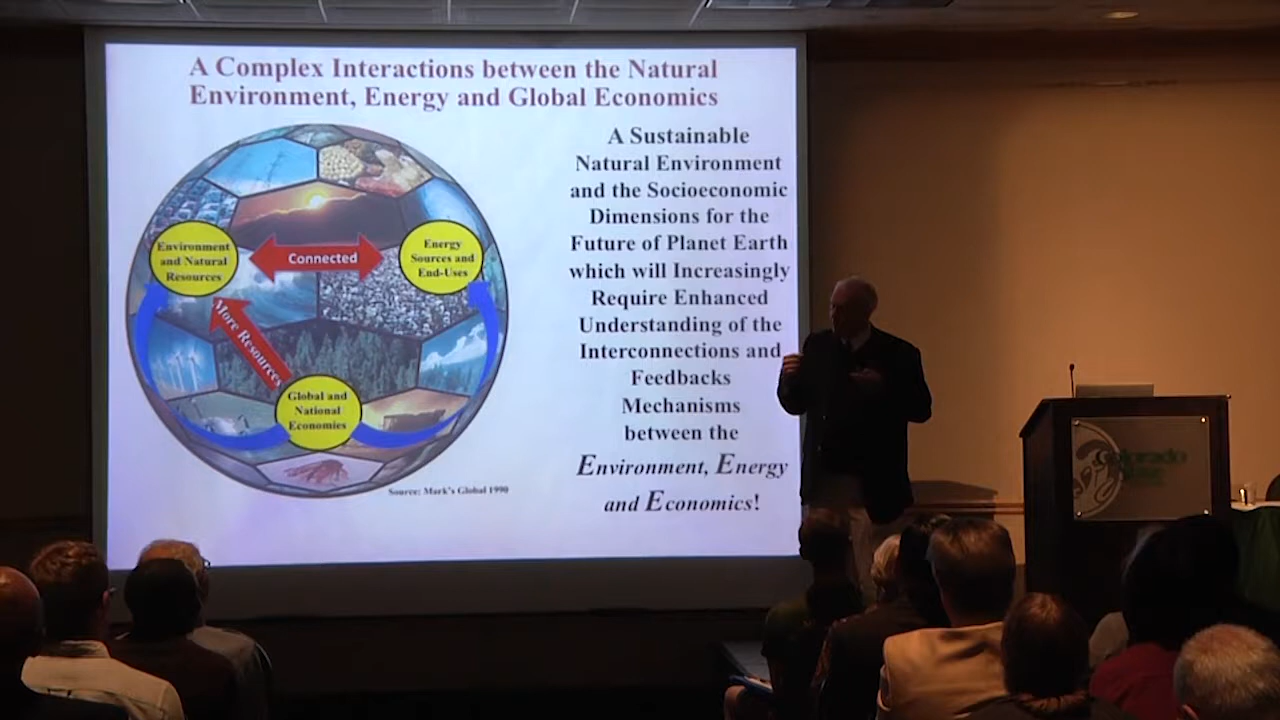 A Complex Interactions between the Natural
Environment, Energy and Global Economics
Environment
and Natural
Resources
Connected
Energy
Sources and
End-Uses
More Resources
Global and
National
Economies
Source: Mark's Global 1990
A Sustainable
Natural Environment
and the Socioeconomic
Dimensions for the
Future of Planet Earth
which will Increasingly
Require Enhanced
Understanding of the
Interconnections and
Feedbacks
Mechanisms
between the
Environment, Energy
and Economics!
Colorado